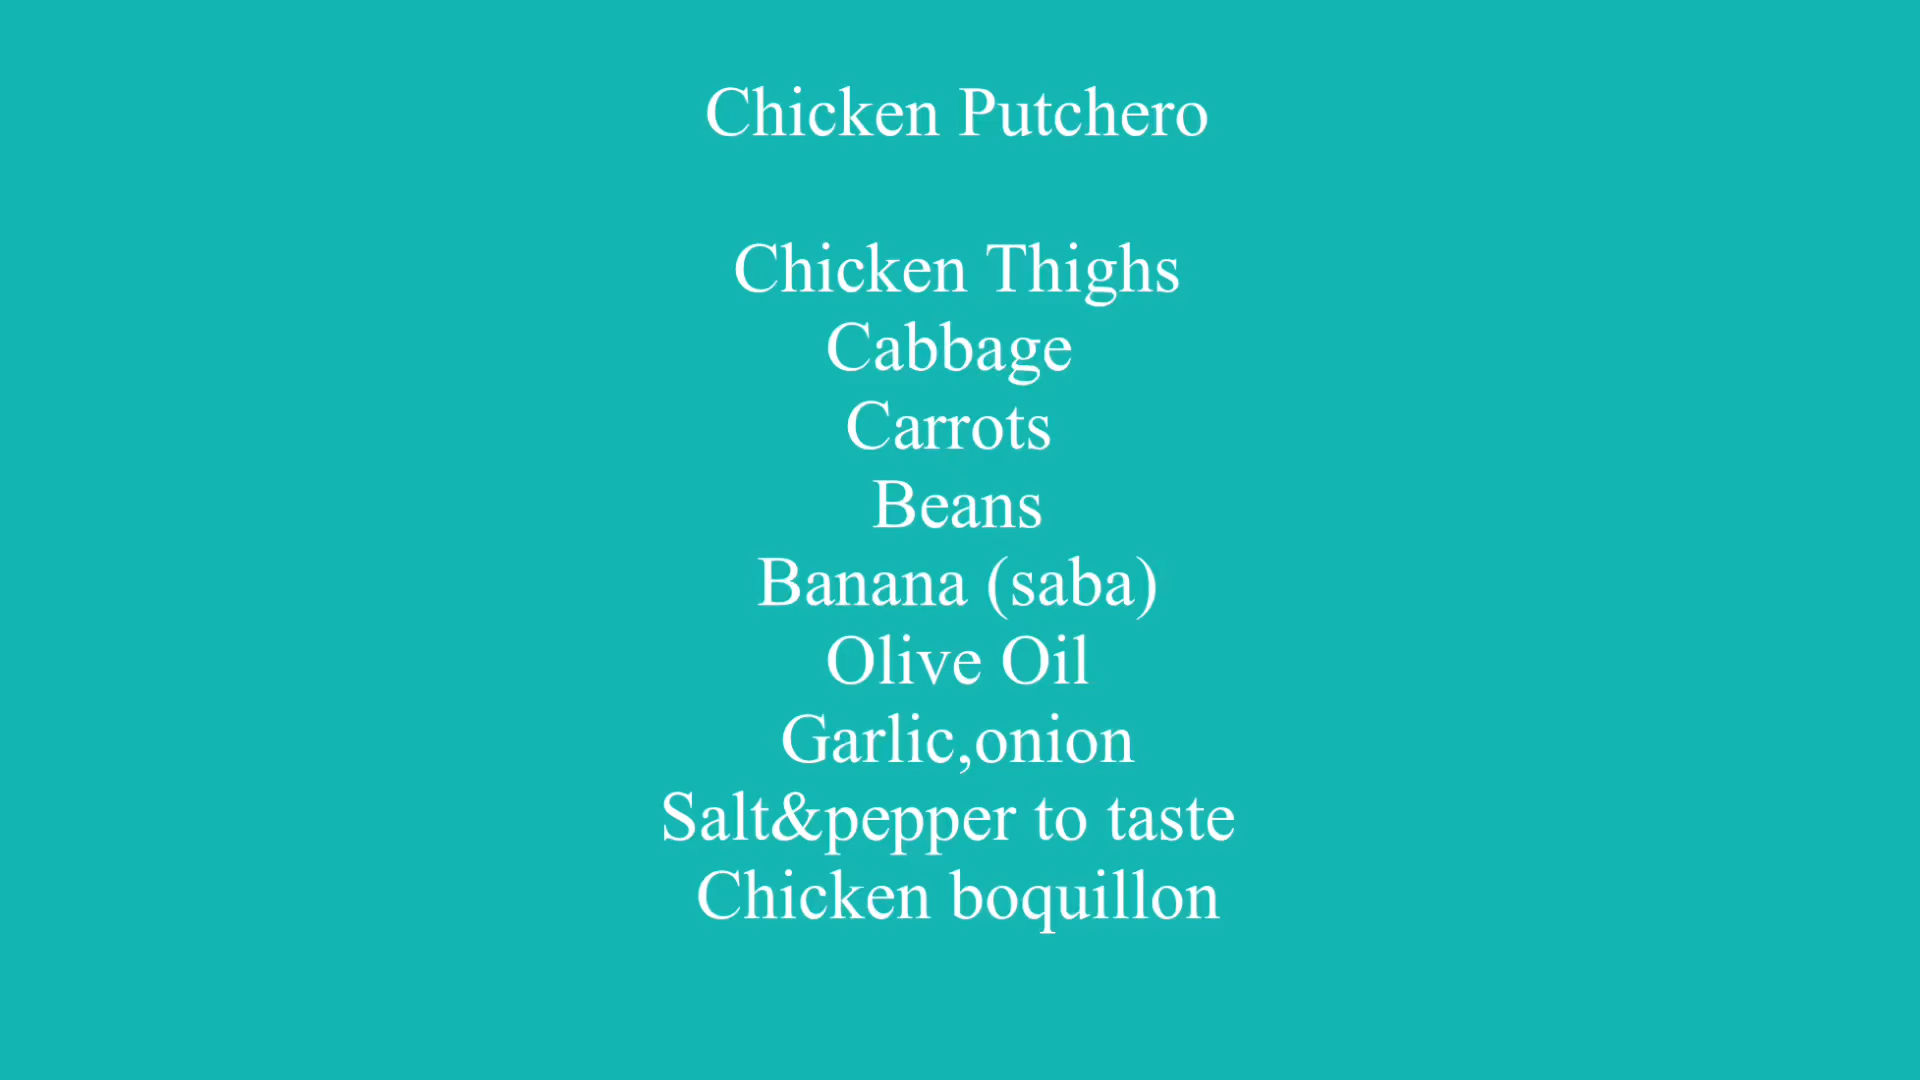 Chicken Putchero
Chicken Thighs
Cabbage
Carrots
Beans
Banana (saba)
Olive Oil
Garlic,onion
Salt&pepper to taste
Chicken boquillon